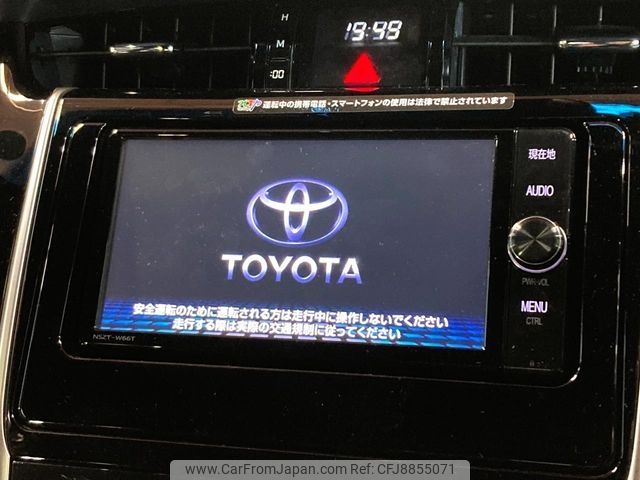 H
M
:00
19:58
運転中の携帯電話・スマートフォンの使用は法律で禁止されています
現在地
AUDIO
PWR-VOL
MENU
CTRL
TOYOTA
安全運転のために運転される方は走行中に操作しないでください
走行する際は実際の交通規制に従ってください
NSZT-W66T
www.CarFromJapan.com | CFJ8855071